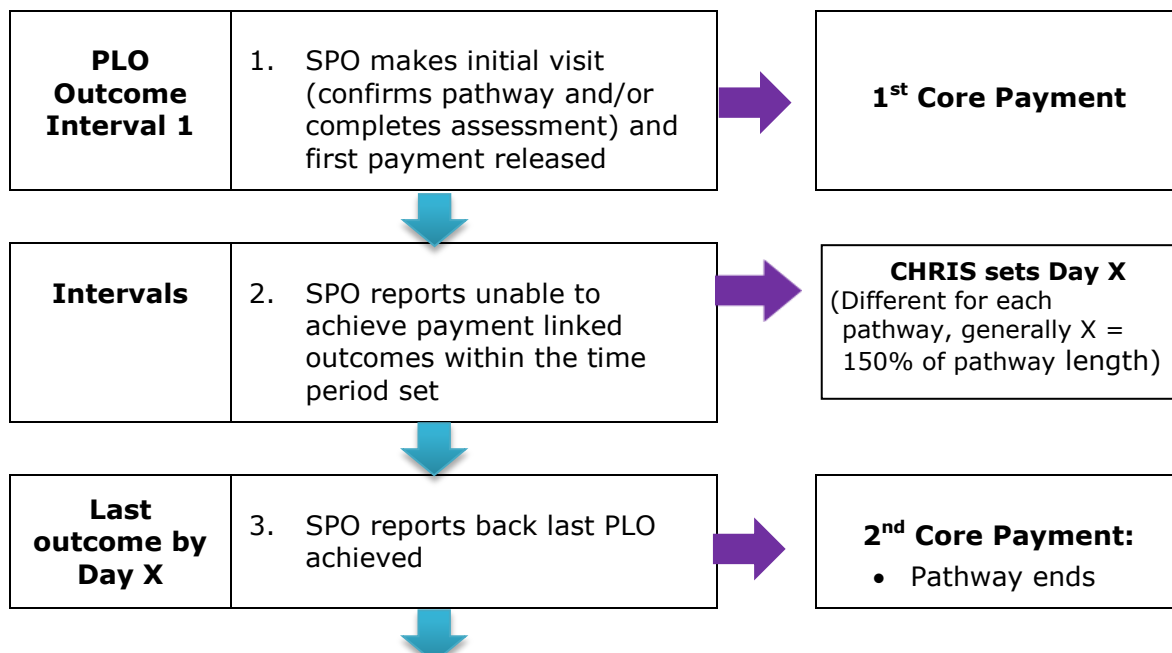 PLO
Outcome
Interval 1
1. SPO makes initial visit
(confirms pathway and/or
completes assessment) and
first payment released
1st Core Payment
Intervals
2. SPO reports unable to
achieve payment linked
outcomes within the time
period set
CHRIS sets Day X
(Different for each
pathway, generally X =
150% of pathway length)
Last
outcome by
Day X
3. SPO reports back last PLO
achieved
2nd Core Payment:
• Pathway ends